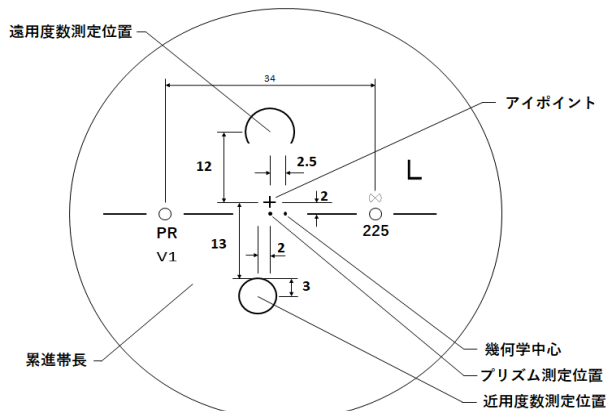 遠用度数測定位置
34
アイポイント
12
2.5
L
2
PR
225
V1
13
2
3
累進帯長
幾何学中心
プリズム測定位置
近用度数測定位置